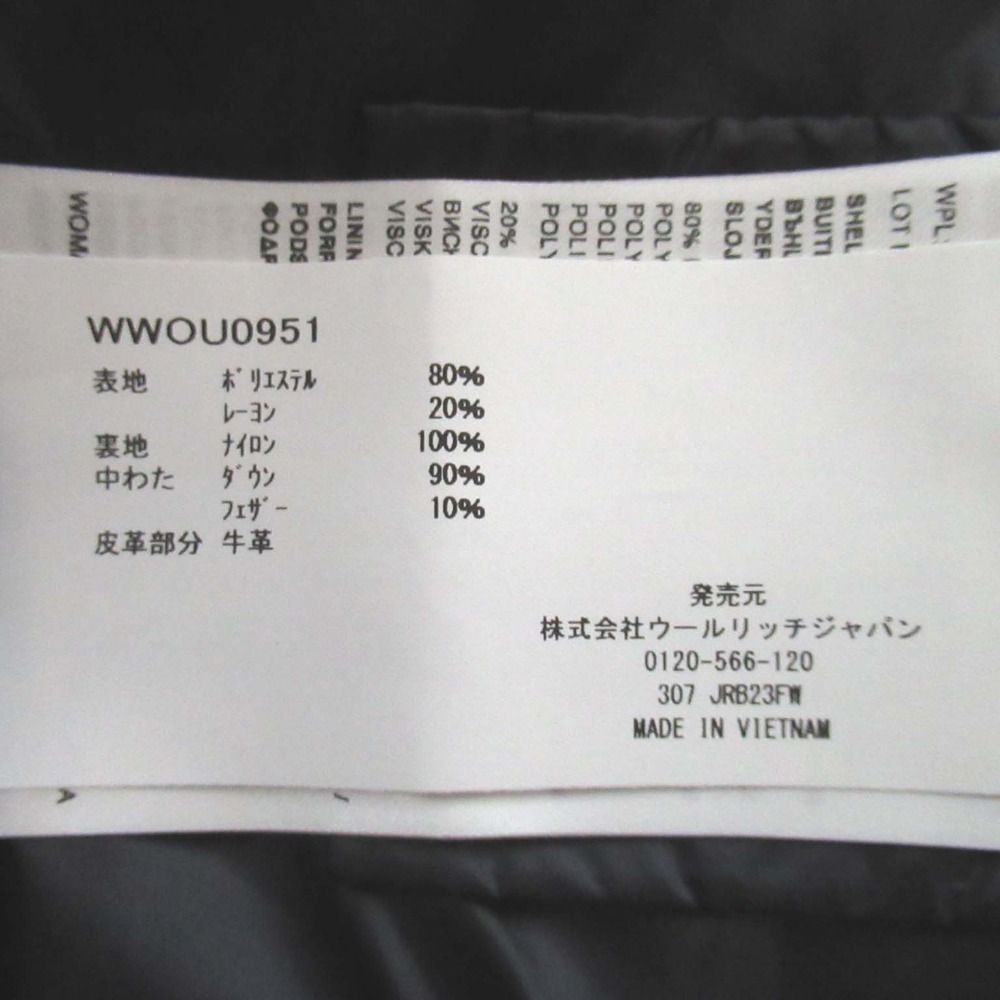 WWOU0951
表地 ﾎﾟﾘｴｽﾃﾙ 80%
ﾚｰﾖﾝ 20%
裏地 ﾅｲﾛﾝ 100%
中わた ﾀﾞｳﾝ 90%
ﾌｪｻﾞｰ 10%
皮革部分 牛革
発売元
株式会社ウールリッチジャパン
0120-566-120
307 JRB23FW
MADE IN VIETNAM
20%
80%